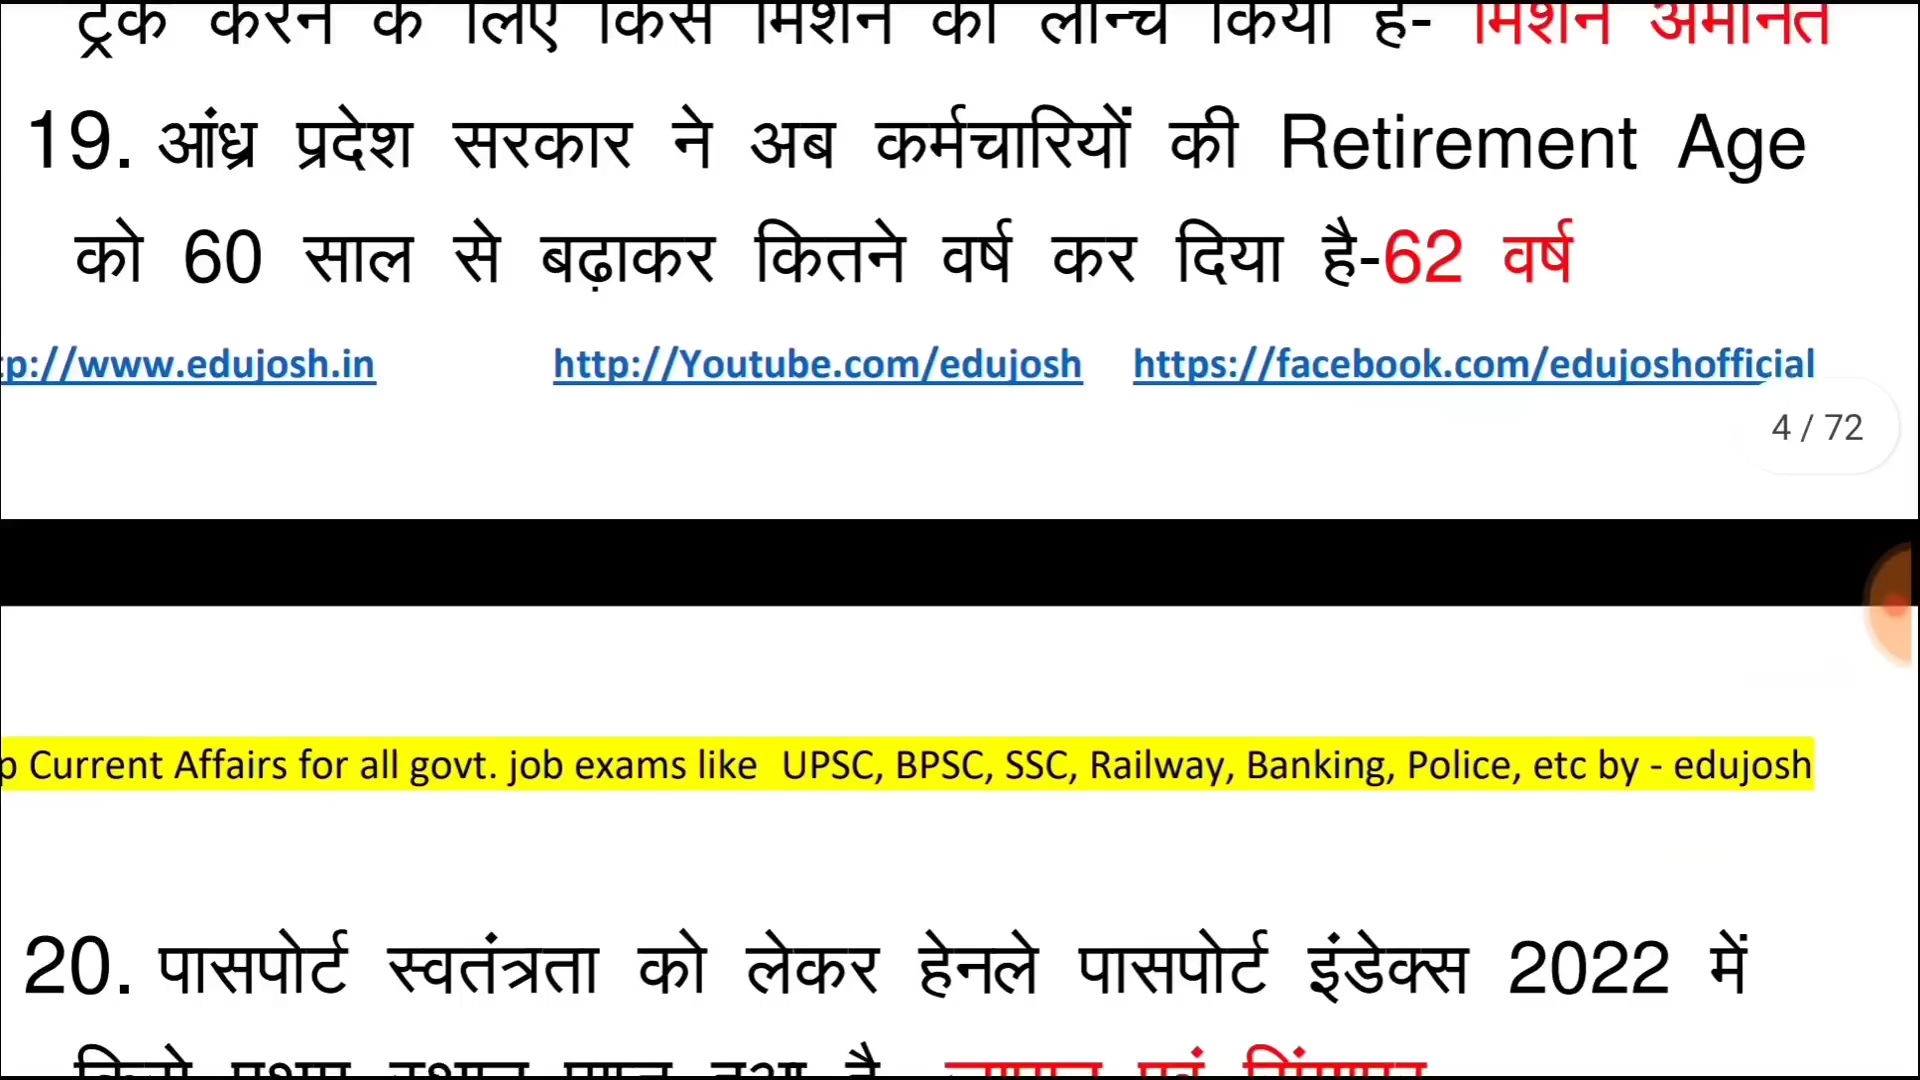 ट्रैक करने के लिए किस मिशन को लॉन्च किया है- मिशन अमानत
19. आंध्र प्रदेश सरकार ने अब कर्मचारियों की Retirement Age
को 60 साल से बढ़ाकर कितने वर्ष कर दिया है-62 वर्ष
tp://www.edujosh.in http://Youtube.com/edujosh https://facebook.com/edujoshofficial
4 / 72
p Current Affairs for all govt. job exams like UPSC, BPSC, SSC, Railway, Banking, Police, etc by - edujosh
20. पासपोर्ट स्वतंत्रता को लेकर हेनले पासपोर्ट इंडेक्स 2022 में